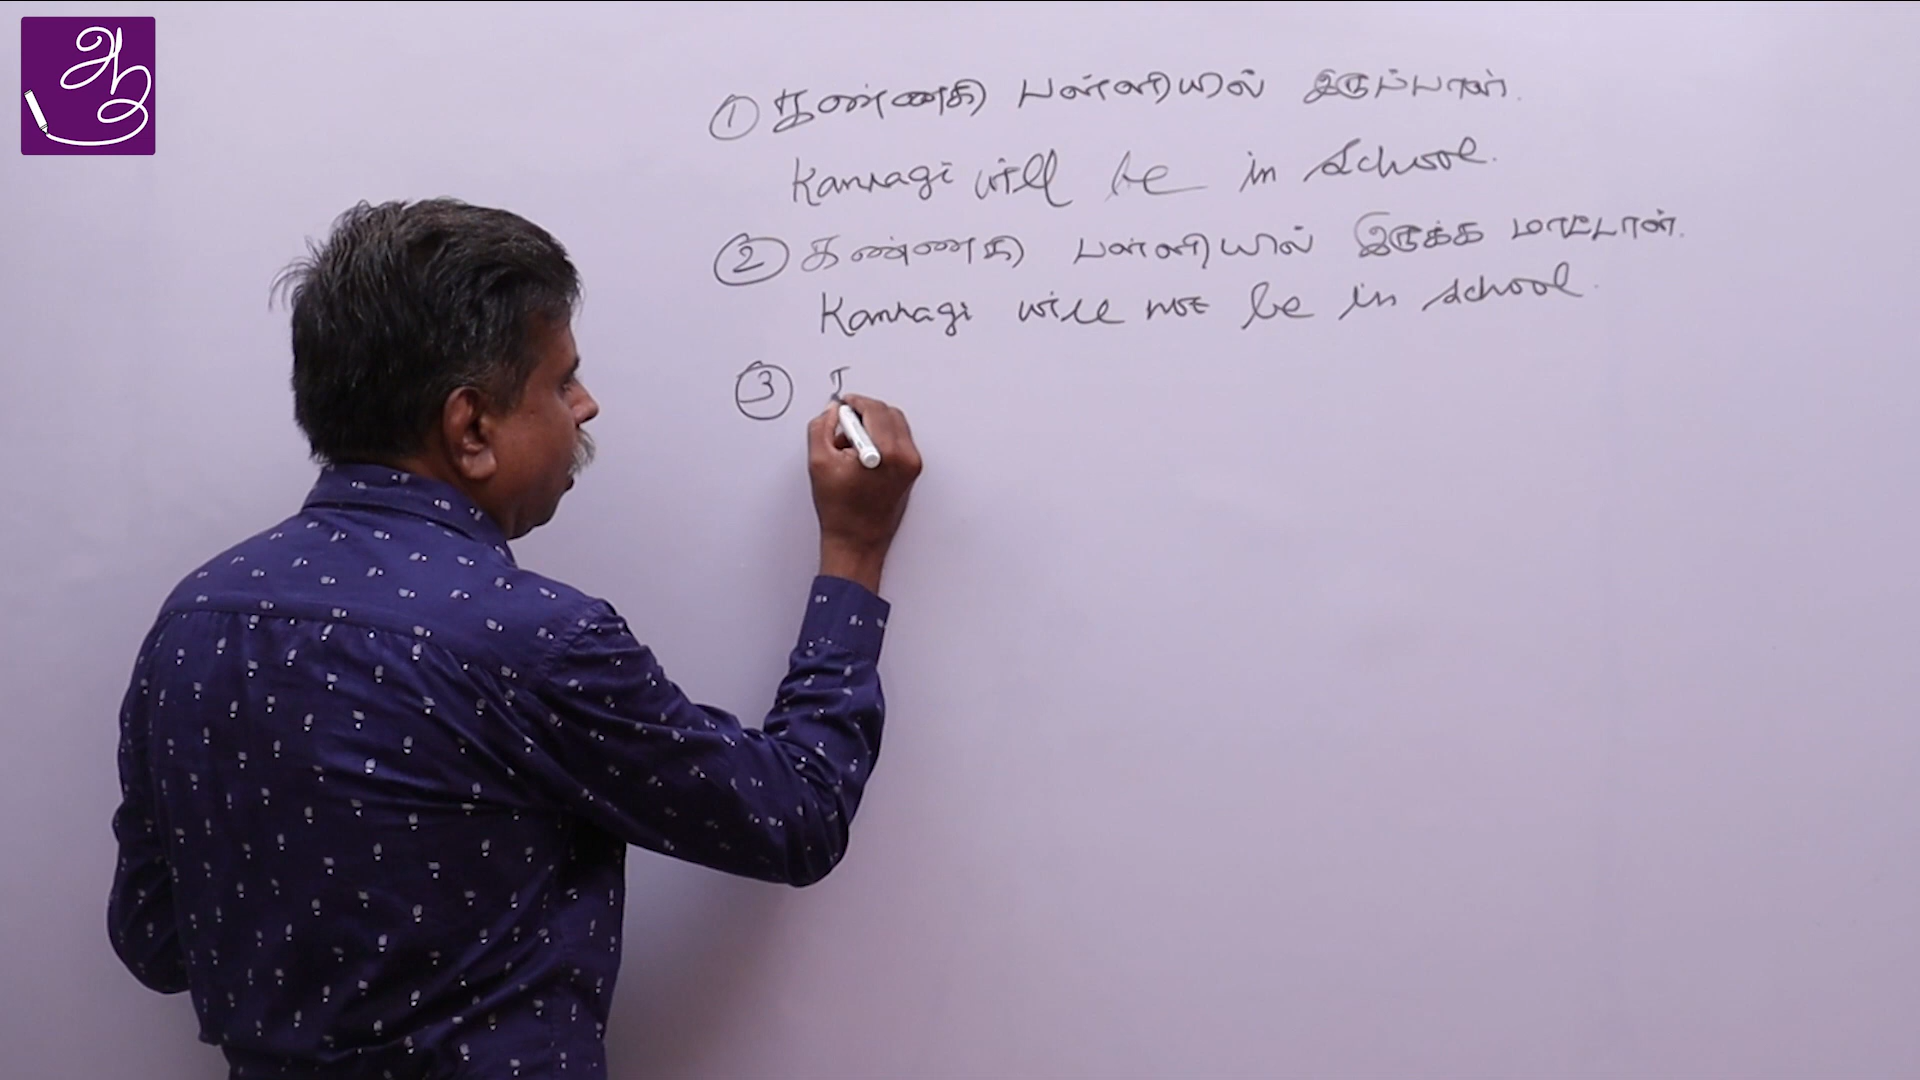 ① கண்ணகி பள்ளியில் இருப்பாள்.
Kannagi will be in school.
② கண்ணகி பள்ளியில் இருக்க மாட்டாள்.
Kannagi will not be in school.
③